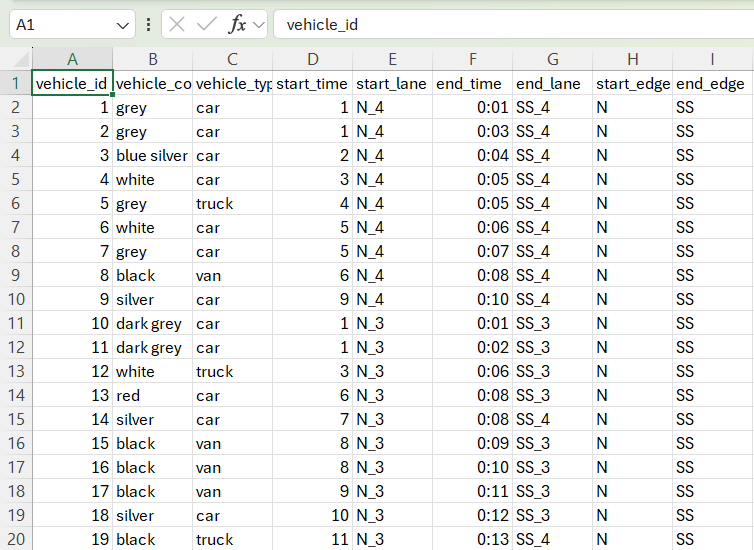 A1 fx vehicle_id
A B C D E F G H I
1 vehicle_id vehicle_co vehicle_typ start_time start_lane end_time end_lane start_edge end_edge
2 1 grey car 1 N_4 0:01 SS_4 N SS
3 2 grey car 1 N_4 0:03 SS_4 N SS
4 3 blue silver car 2 N_4 0:04 SS_4 N SS
5 4 white car 3 N_4 0:05 SS_4 N SS
6 5 grey truck 4 N_4 0:05 SS_4 N SS
7 6 white car 5 N_4 0:06 SS_4 N SS
8 7 grey car 5 N_4 0:07 SS_4 N SS
9 8 black van 6 N_4 0:08 SS_4 N SS
10 9 silver car 9 N_4 0:10 SS_4 N SS
11 10 dark grey car 1 N_3 0:01 SS_3 N SS
12 11 dark grey car 1 N_3 0:02 SS_3 N SS
13 12 white truck 3 N_3 0:06 SS_3 N SS
14 13 red car 6 N_3 0:08 SS_3 N SS
15 14 silver car 7 N_3 0:08 SS_4 N SS
16 15 black van 8 N_3 0:09 SS_3 N SS
17 16 black van 8 N_3 0:10 SS_3 N SS
18 17 black van 9 N_3 0:11 SS_3 N SS
19 18 silver car 10 N_3 0:12 SS_3 N SS
20 19 black truck 11 N_3 0:13 SS_4 N SS